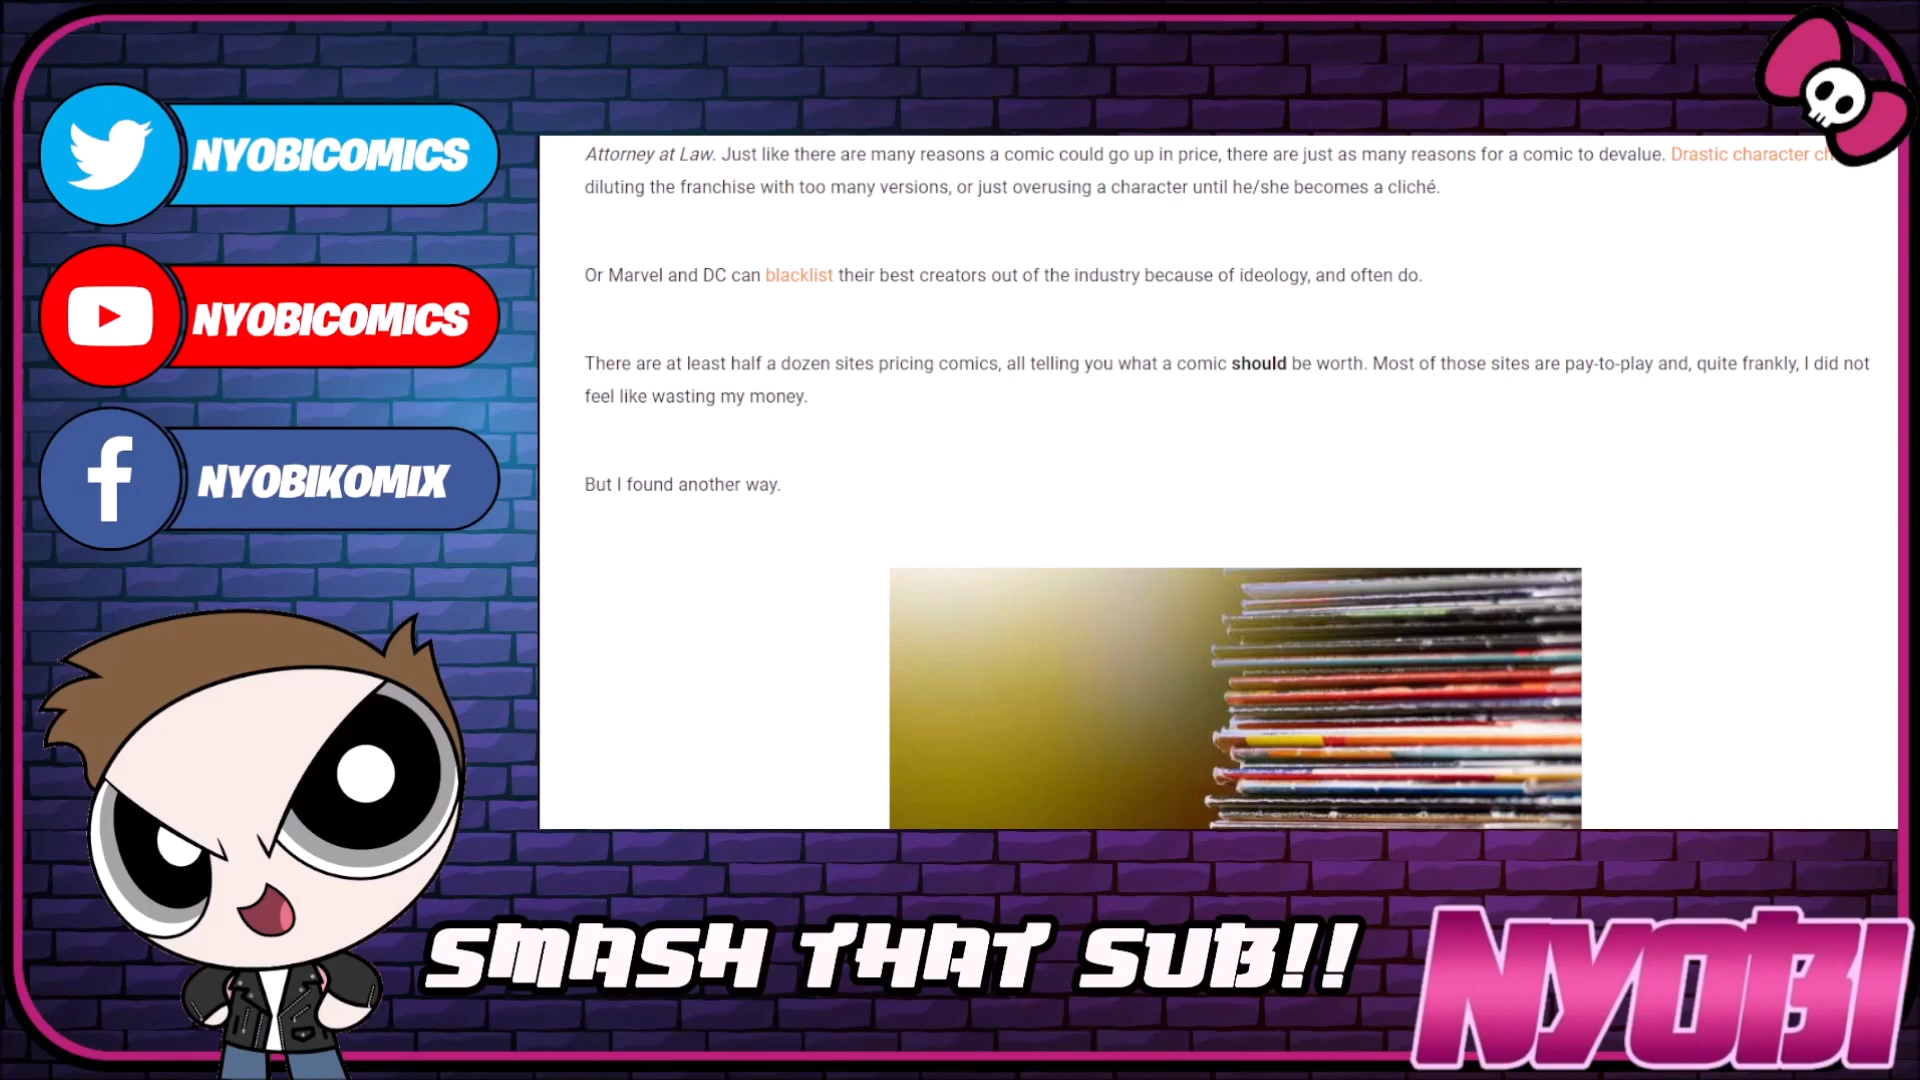 NYOBICOMICS
NYOBICOMICS
NYOBIKOMIX
Attorney at Law. Just like there are many reasons a comic could go up in price, there are just as many reasons for a comic to devalue. Drastic character
diluting the franchise with too many versions, or just overusing a character until he/she becomes a cliché.
Or Marvel and DC can blacklist their best creators out of the industry because of ideology, and often do.
There are at least half a dozen sites pricing comics, all telling you what a comic should be worth. Most of those sites are pay-to-play and, quite frankly, I did not
feel like wasting my money.
But I found another way.
SMASH THAT SUB!!
NYOBI